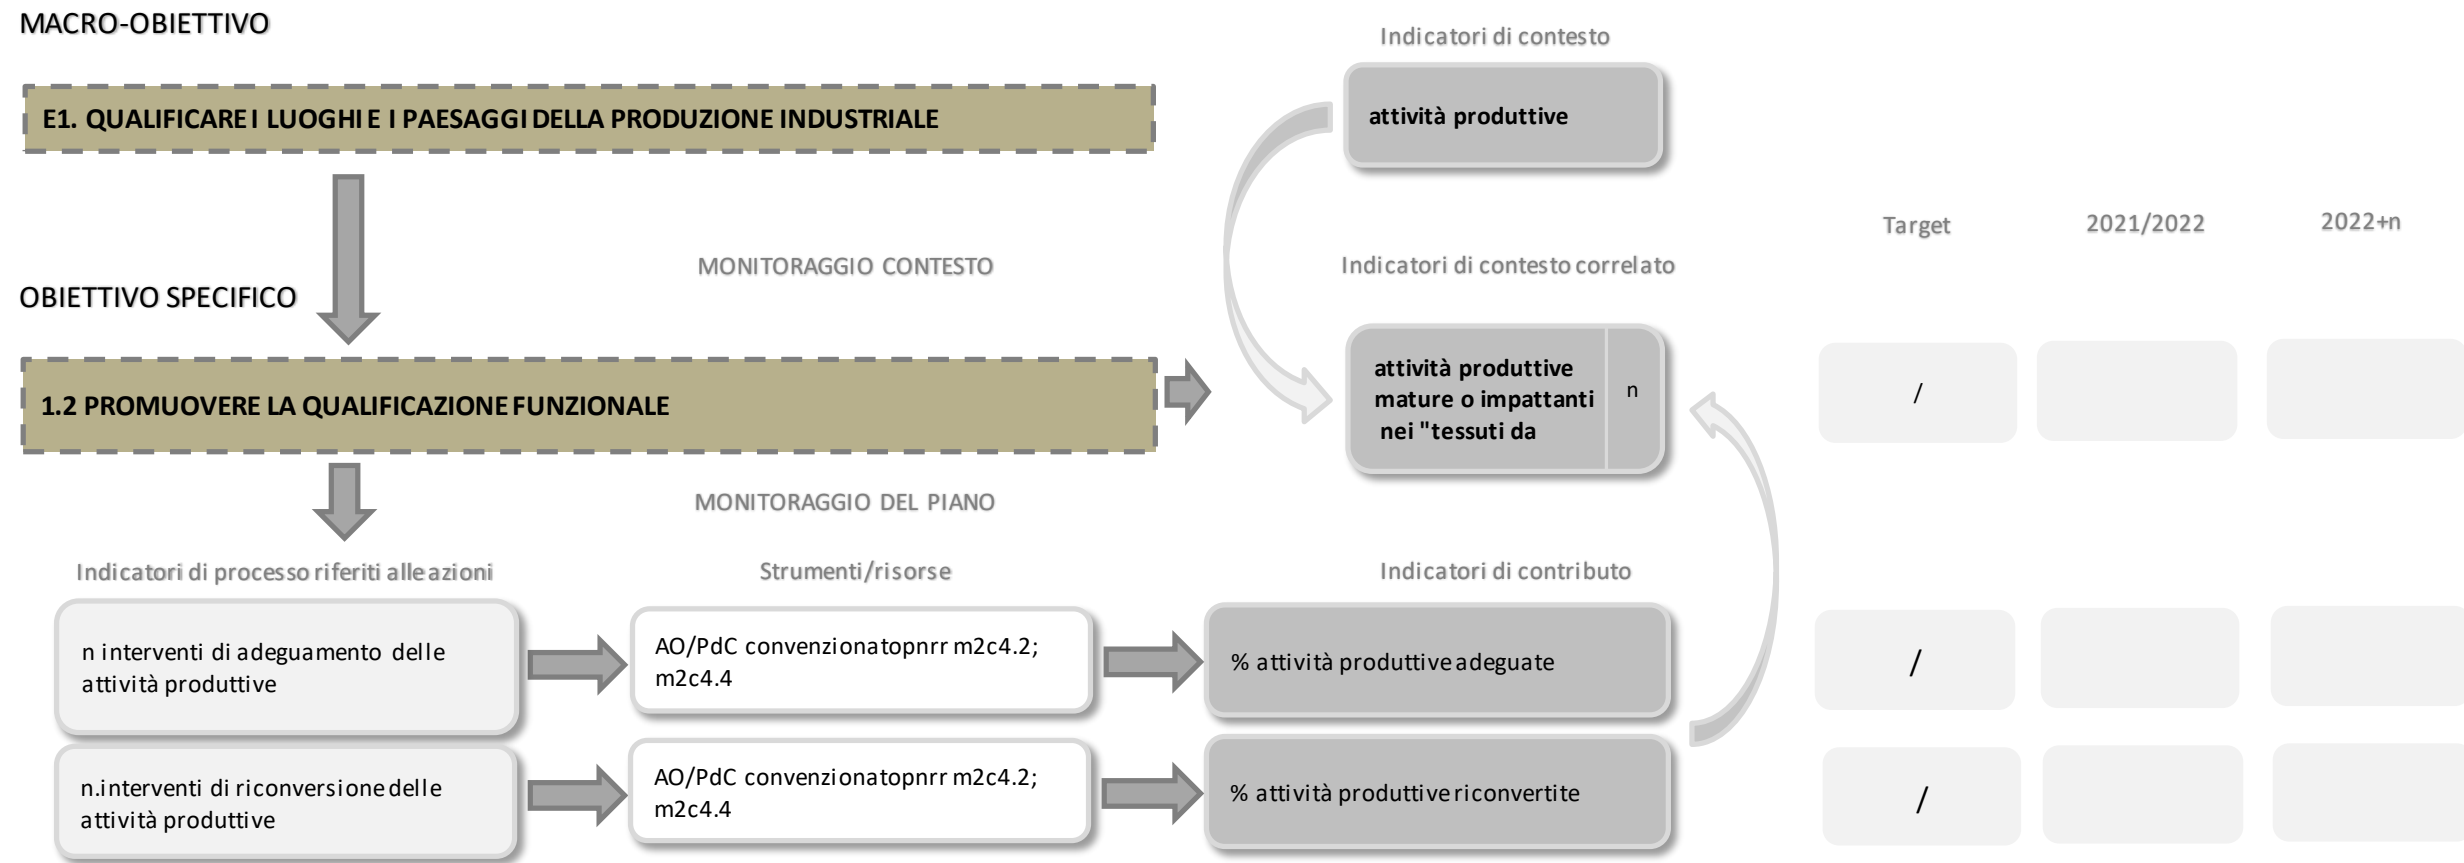 MACRO-OBIETTIVO
Indicatori di contesto
E1. QUALIFICARE I LUOGHI E I PAESAGGI DELLA PRODUZIONE INDUSTRIALE
attività produttive
Target
2021/2022
2022+n
MONITORAGGIO CONTESTO
Indicatori di contesto correlato
OBIETTIVO SPECIFICO
1.2 PROMUOVERE LA QUALIFICAZIONE FUNZIONALE
attività produttive
mature o impattanti
nei "tessuti da
n
/
MONITORAGGIO DEL PIANO
Indicatori di processo riferiti alle azioni
Strumenti/risorse
Indicatori di contributo
n interventi di adeguamento delle
attività produttive
AO/PdC convenzionatopnrr m2c4.2;
m2c4.4
% attività produttive adeguate
/
n.interventi di riconversione delle
attività produttive
AO/PdC convenzionatopnrr m2c4.2;
m2c4.4
% attività produttive riconvertite
/